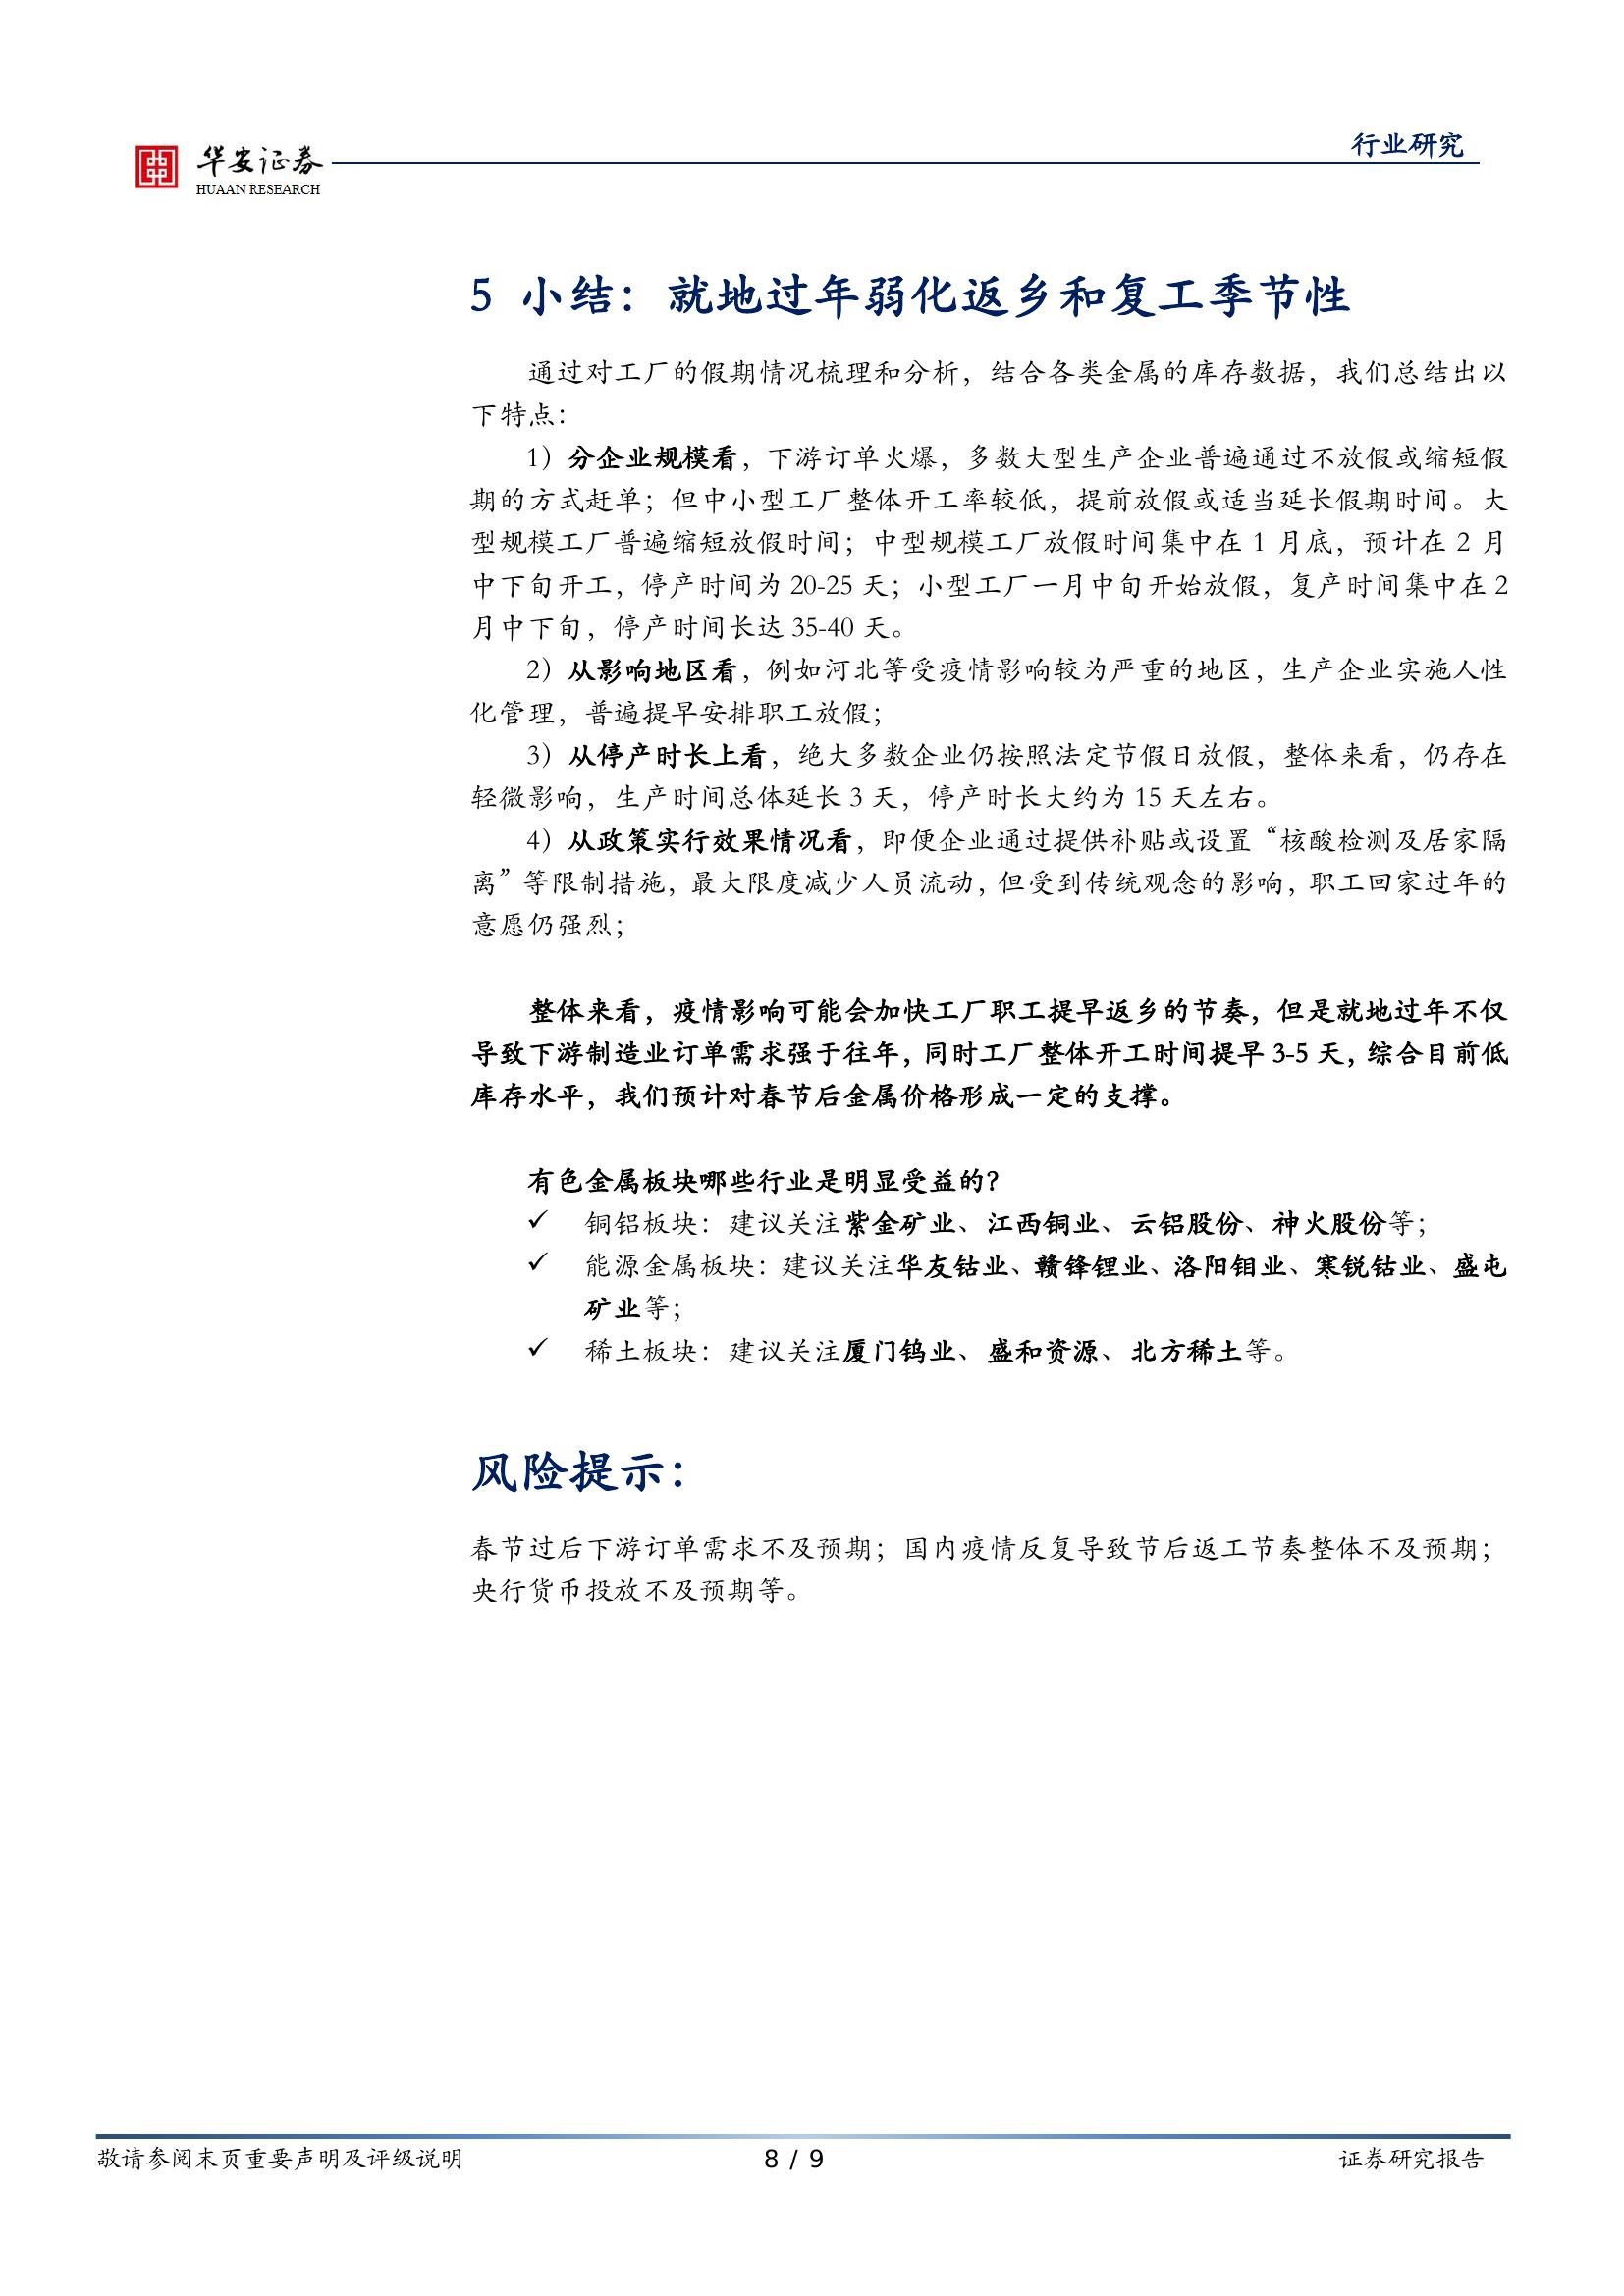 华安证券
HUAAN RESEARCH
行业研究
5 小结：就地过年弱化返乡和复工季节性
通过对工厂的假期情况梳理和分析，结合各类金属的库存数据，我们总结出以
下特点：
1）分企业规模看，下游订单火爆，多数大型生产企业普遍通过不放假或缩短假
期的方式赶单；但中小型工厂整体开工率较低，提前放假或适当延长假期时间。大
型规模工厂普遍缩短放假时间；中型规模工厂放假时间集中在 1 月底，预计在 2 月
中下旬开工，停产时间为 20-25 天；小型工厂一月中旬开始放假，复产时间集中在 2
月中下旬，停产时间长达 35-40 天。
2）从影响地区看，例如河北等受疫情影响较为严重的地区，生产企业实施人性
化管理，普遍提早安排职工放假；
3）从停产时长上看，绝大多数企业仍按照法定节假日放假，整体来看，仍存在
轻微影响，生产时间总体延长 3 天，停产时长大约为 15 天左右。
4）从政策实行效果情况看，即便企业通过提供补贴或设置“核酸检测及居家隔
离”等限制措施，最大限度减少人员流动，但受到传统观念的影响，职工回家过年的
意愿仍强烈；
整体来看，疫情影响可能会加快工厂职工提早返乡的节奏，但是就地过年不仅
导致下游制造业订单需求强于往年，同时工厂整体开工时间提早 3-5 天，综合目前低
库存水平，我们预计对春节后金属价格形成一定的支撑。
有色金属板块哪些行业是明显受益的？
✓ 铜铝板块：建议关注紫金矿业、江西铜业、云铝股份、神火股份等；
✓ 能源金属板块：建议关注华友钴业、赣锋锂业、洛阳钼业、寒锐钴业、盛屯
矿业等；
✓ 稀土板块：建议关注厦门钨业、盛和资源、北方稀土等。
风险提示：
春节过后下游订单需求不及预期；国内疫情反复导致节后返工节奏整体不及预期；
央行货币投放不及预期等。
敬请参阅末页重要声明及评级说明
8 / 9
证券研究报告